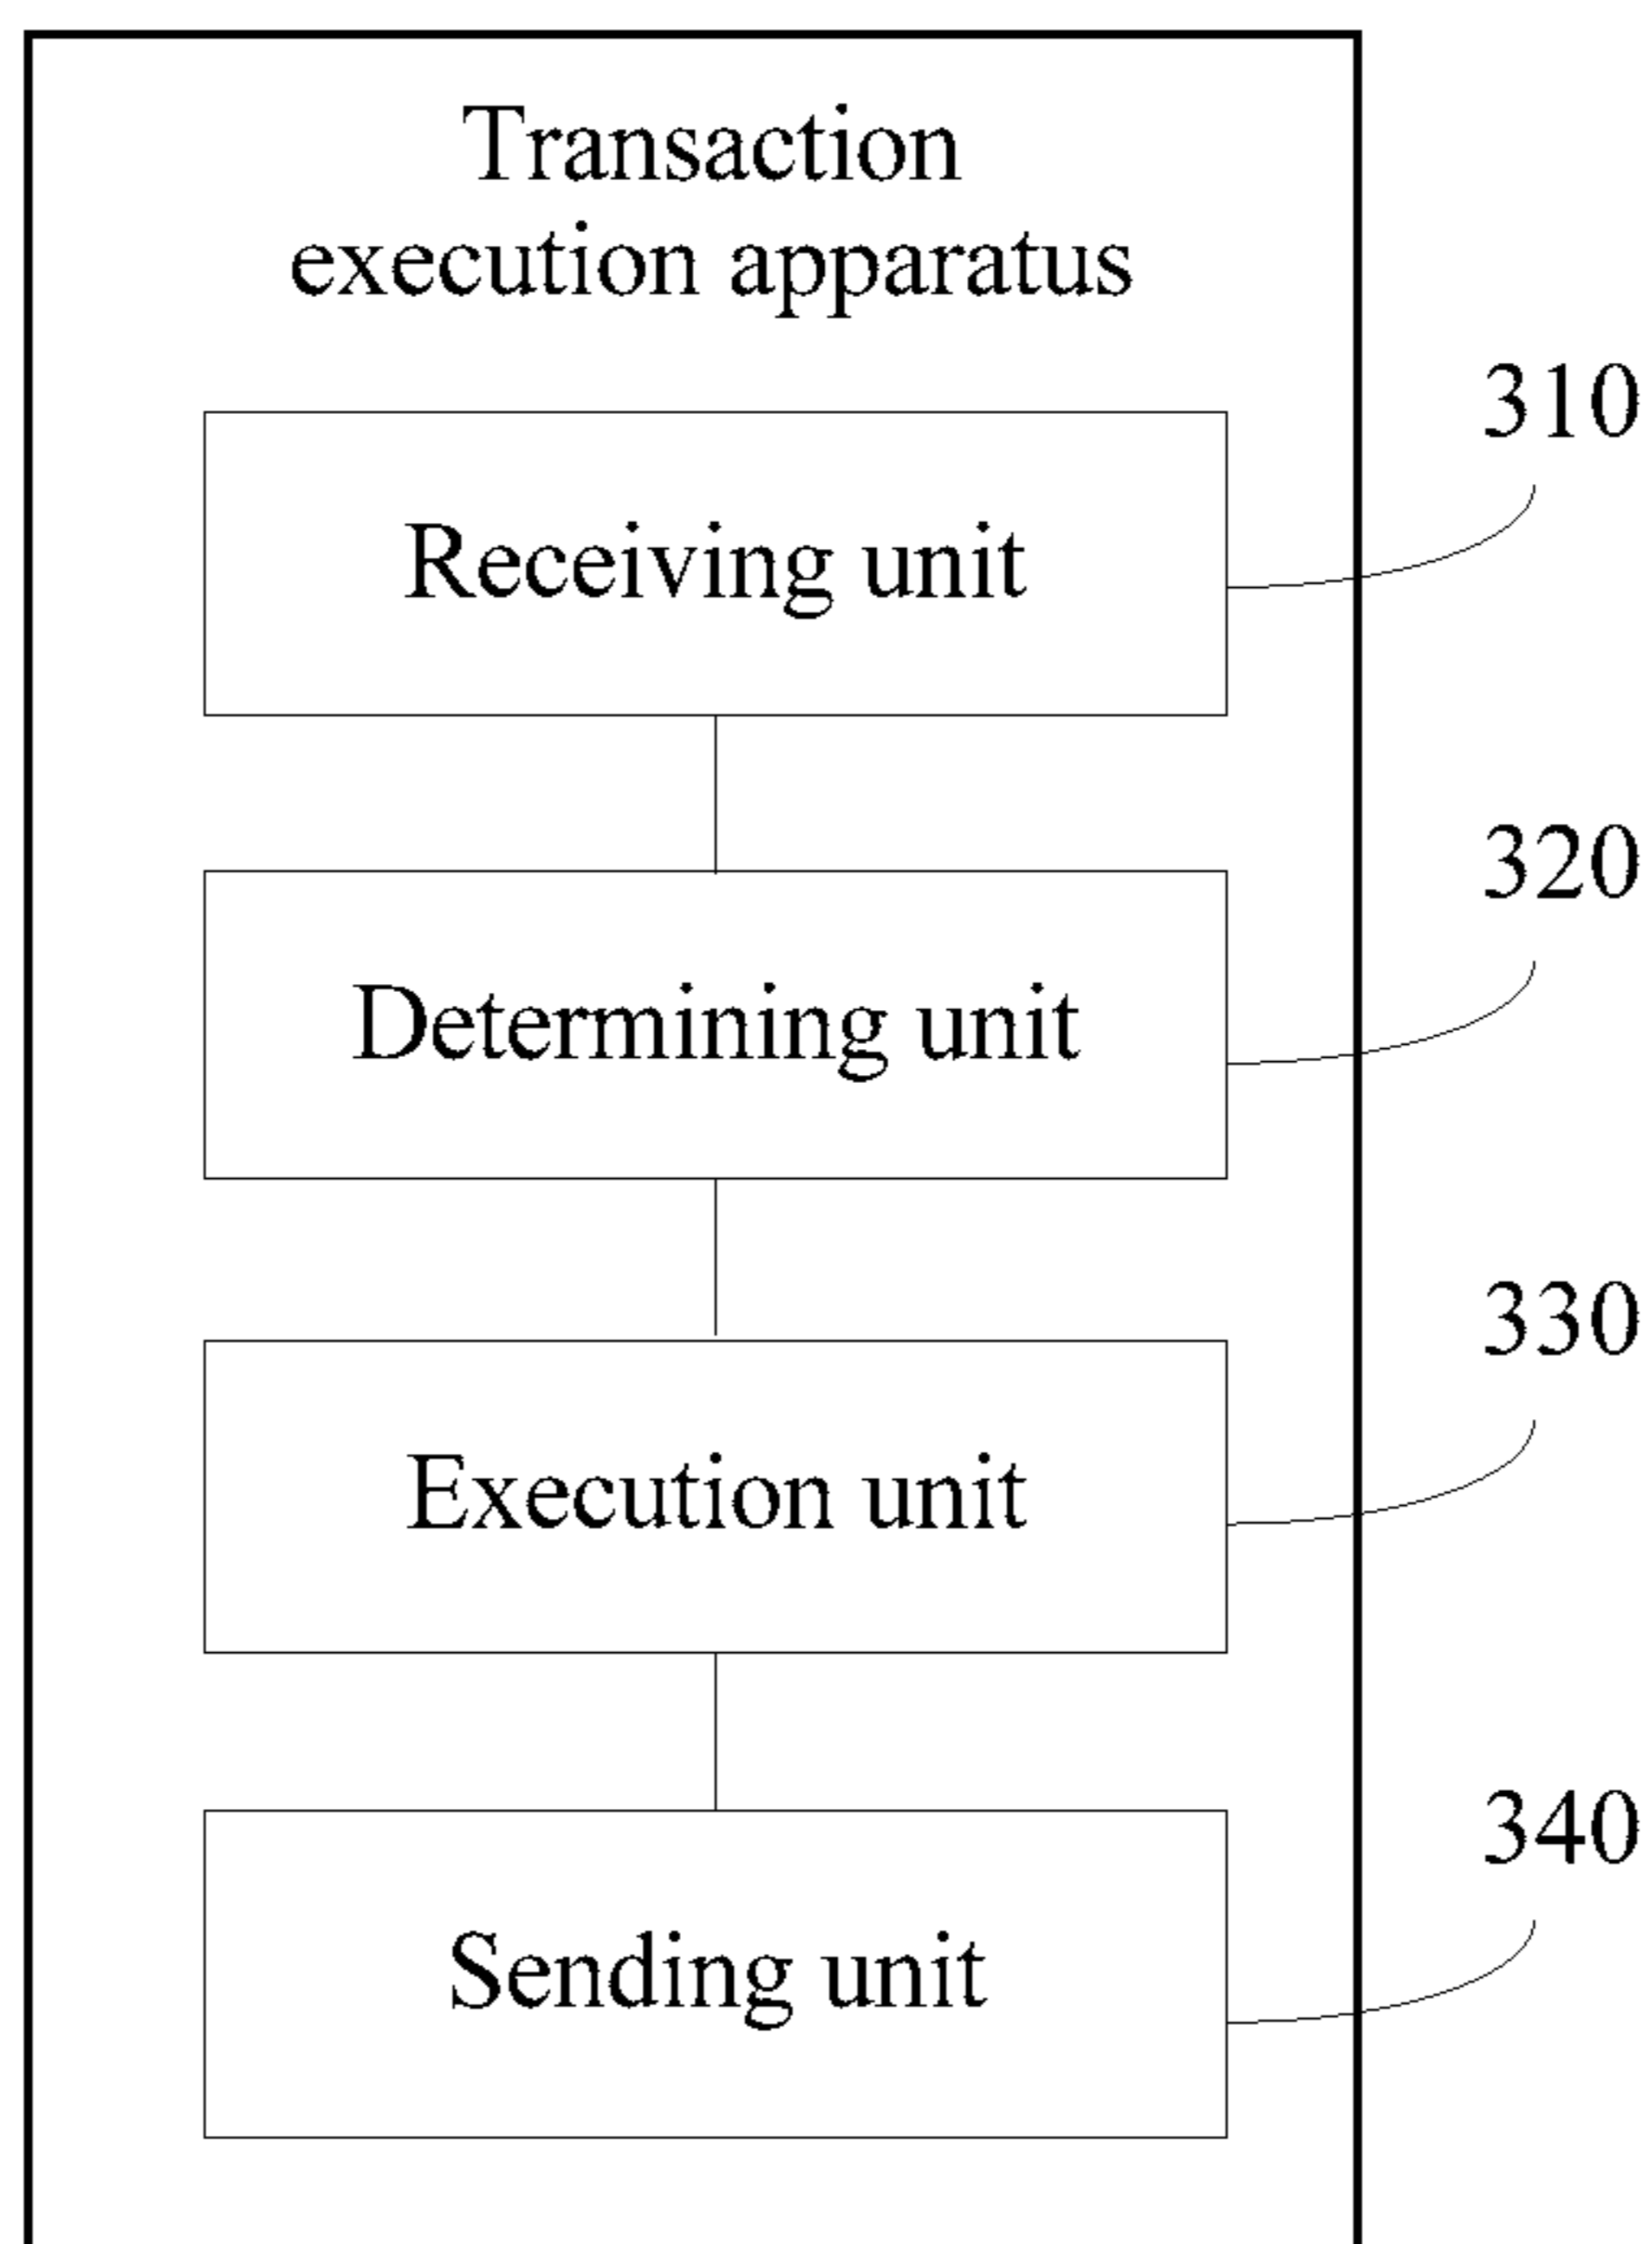 Transaction
execution apparatus
310
Receiving unit
320
Determining unit
330
Execution unit
340
Sending unit